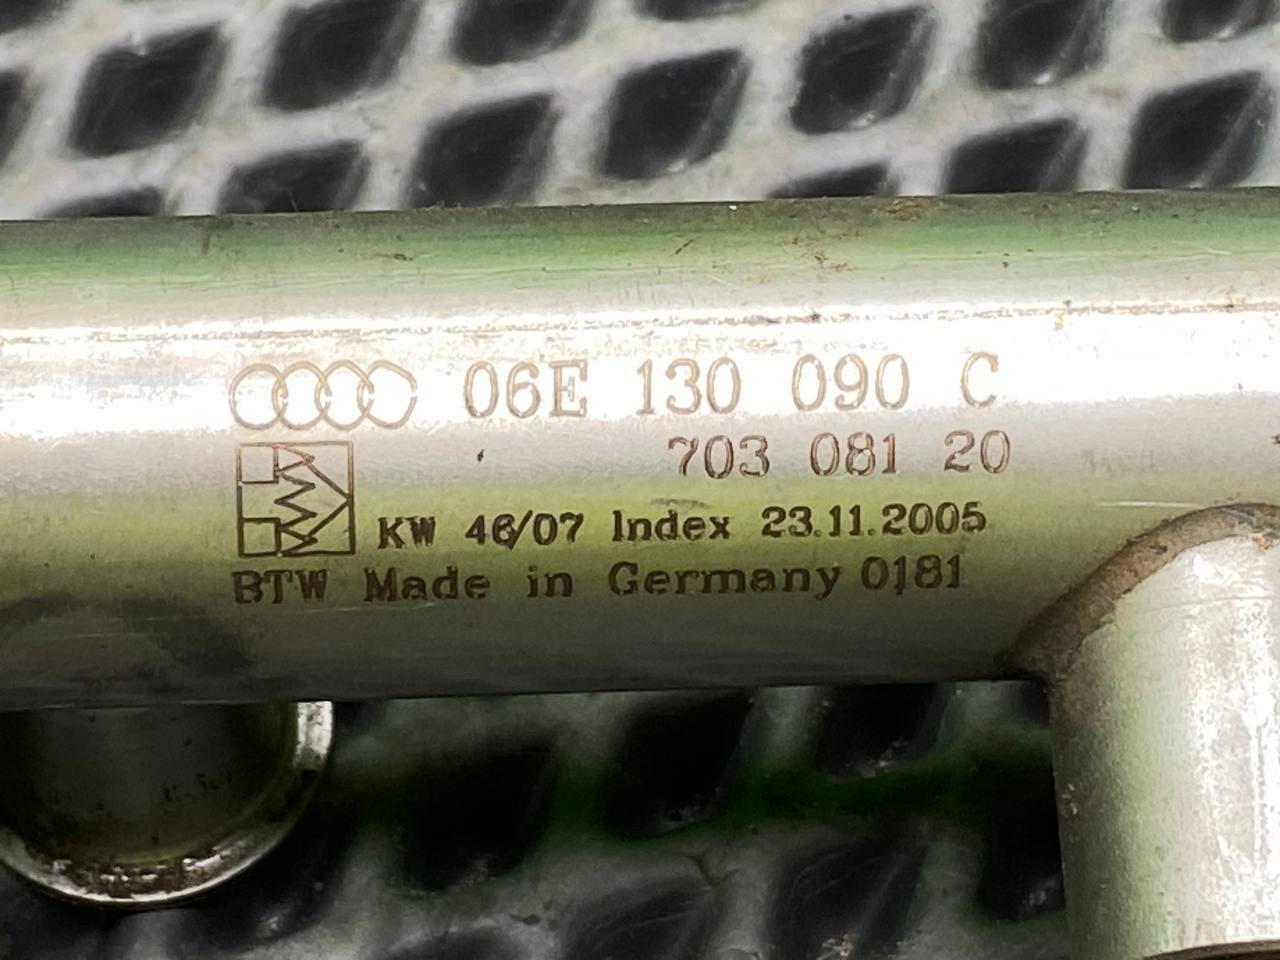 06E 130 090 C
703 081 20
KW 46/07 Index 23.11.2005
BTW Made in Germany 0181